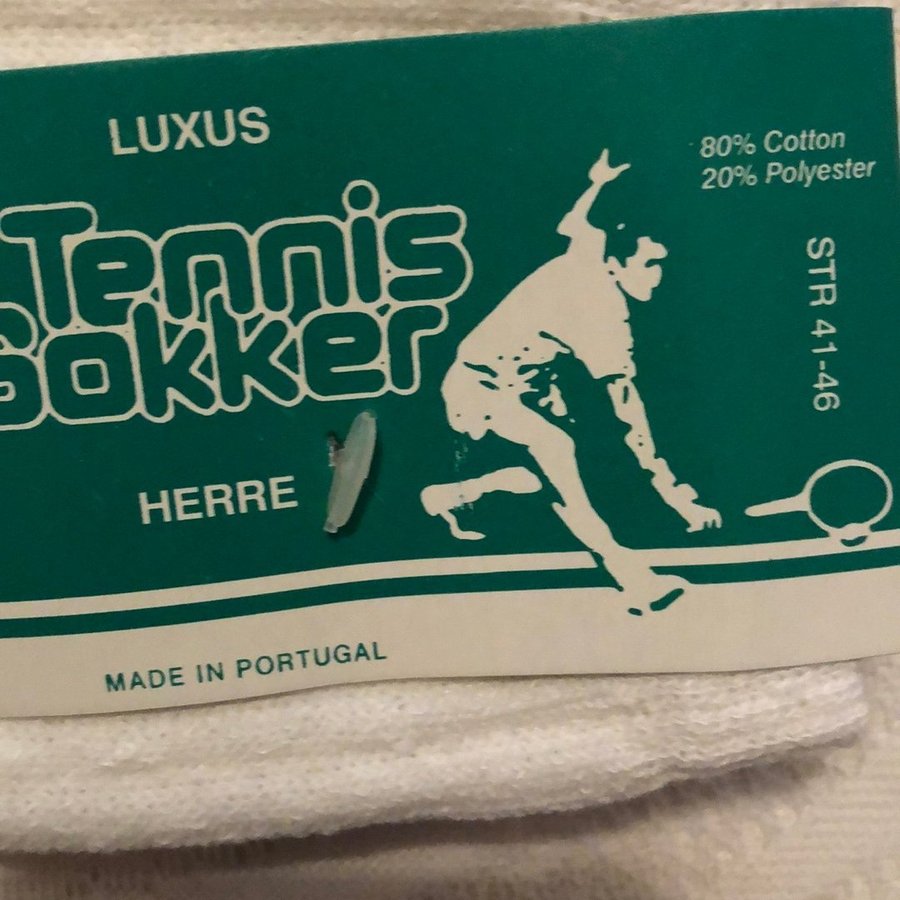 LUXUS
80% Cotton
20% Polyester
Tennis
Sokker
STR 41-46
HERRE
MADE IN PORTUGAL